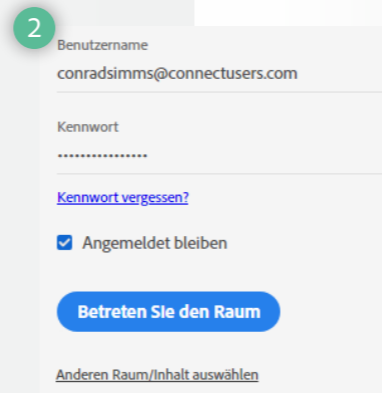 2
Benutzername
conradsimms@connectusers.com
Kennwort
••••••••••••••••
Kennwort vergessen?
Angemeldet bleiben
Betreten Sie den Raum
Anderen Raum/Inhalt auswählen